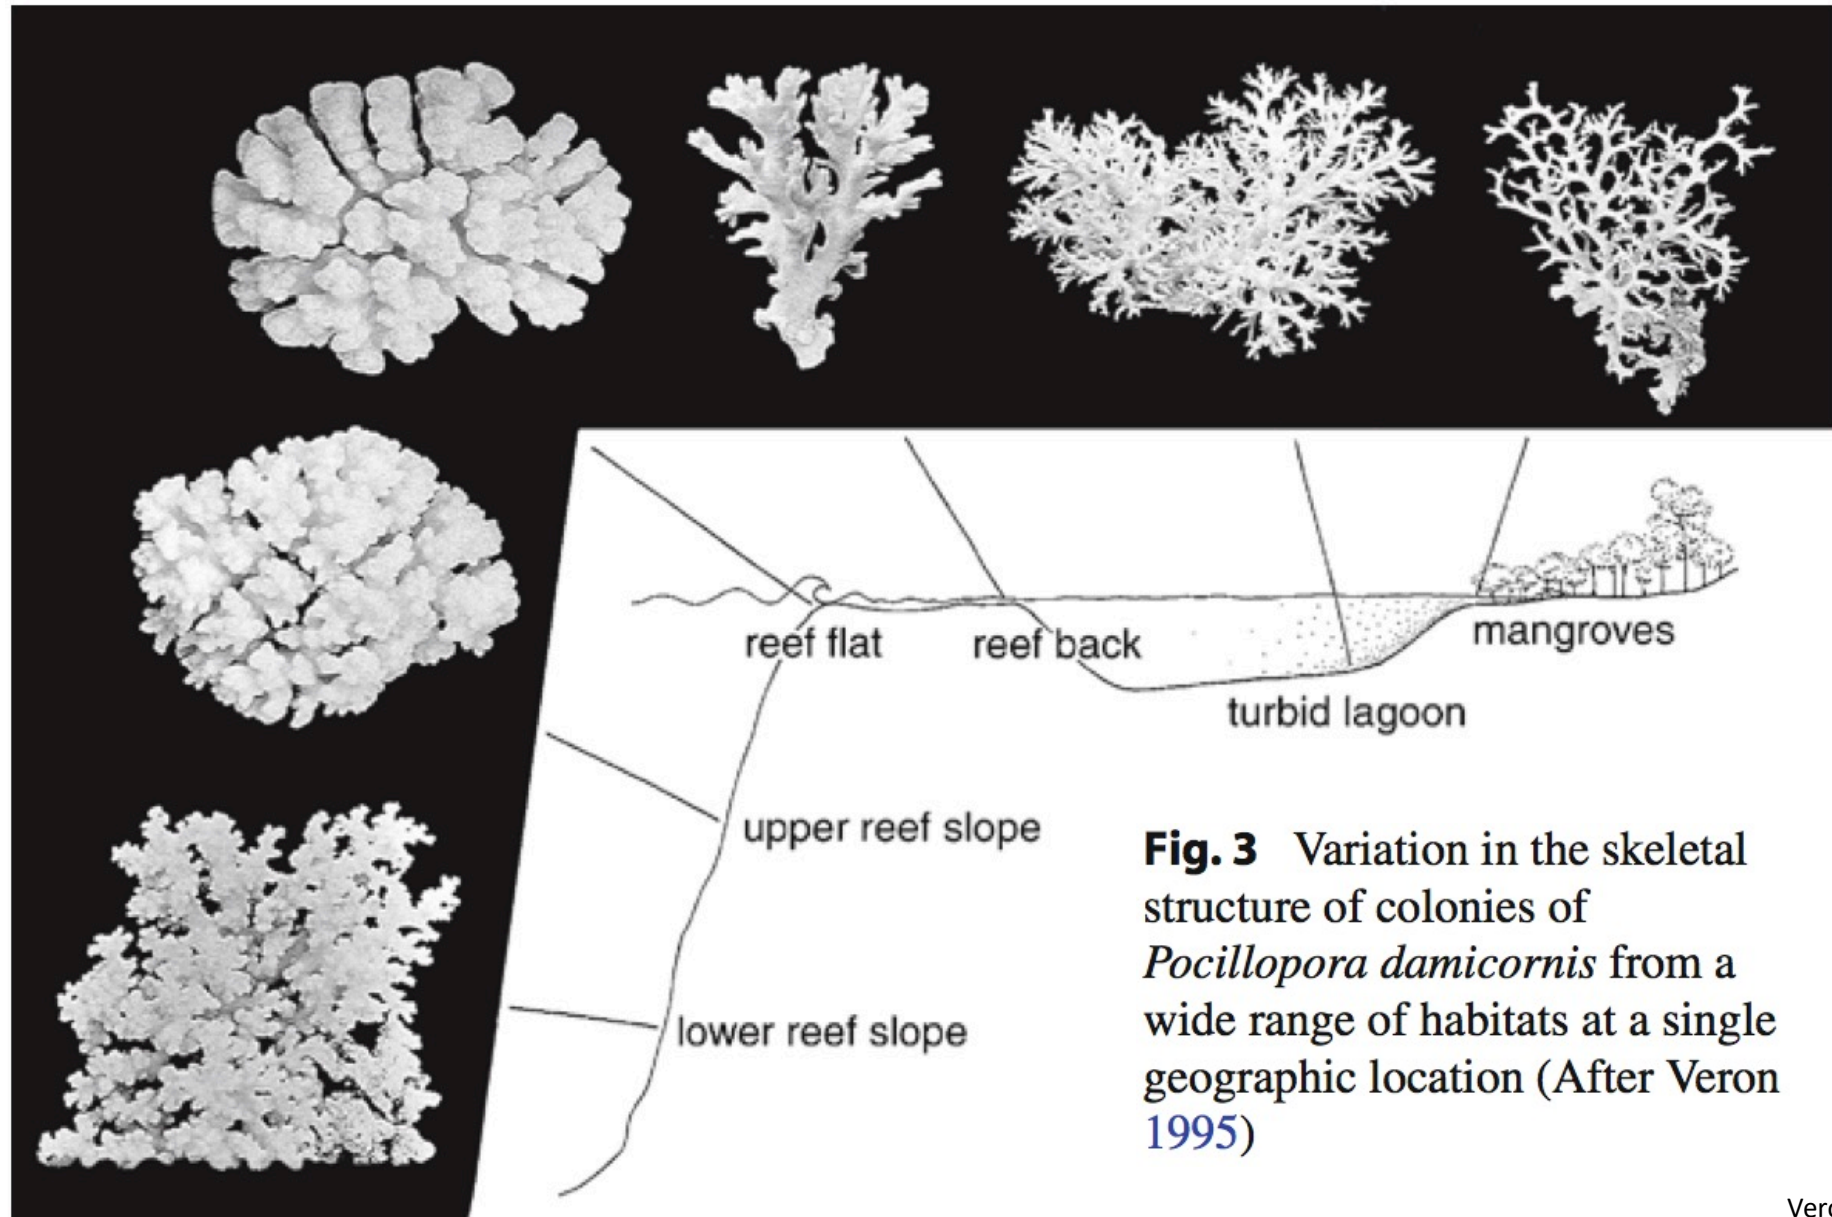 reef flat
reef back
mangroves
turbid lagoon
upper reef slope
lower reef slope
Fig. 3 Variation in the skeletal
structure of colonies of
Pocillopora damicornis from a
wide range of habitats at a single
geographic location (After Veron
1995)